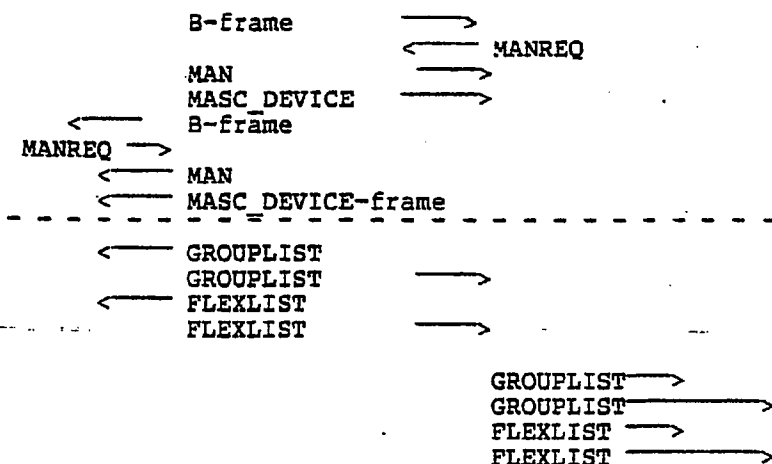 B-frame
MANREQ
MAN
MASC_DEVICE
B-frame
MANREQ
MAN
MASC_DEVICE-frame
GROUPLIST
GROUPLIST
FLEXLIST
FLEXLIST
GROUPLIST
GROUPLIST
FLEXLIST
FLEXLIST